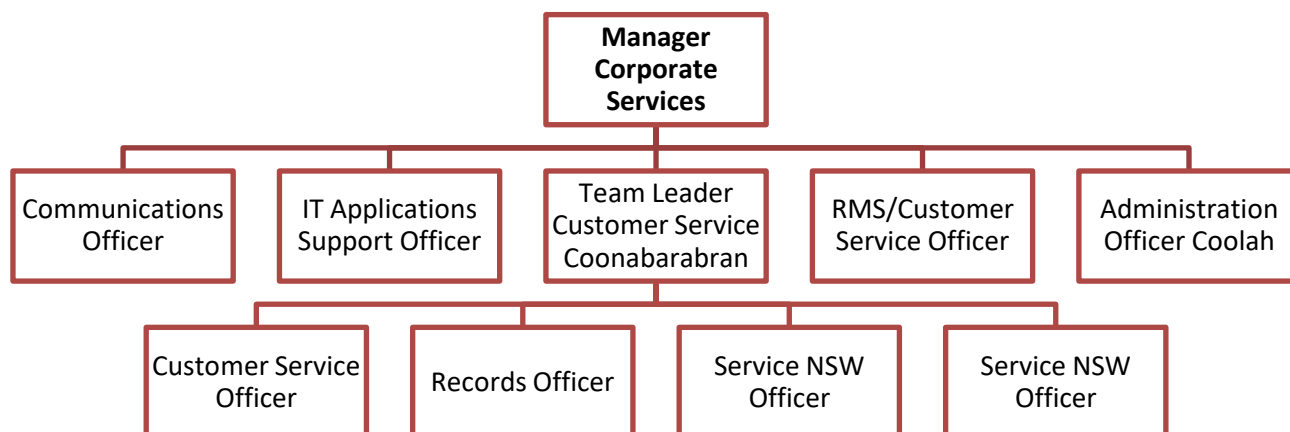 Manager
Corporate
Services
Communications
Officer
IT Applications
Support Officer
Team Leader
Customer Service
Coonabarabran
RMS/Customer
Service Officer
Administration
Officer Coolah
Customer Service
Officer
Records Officer
Service NSW
Officer
Service NSW
Officer